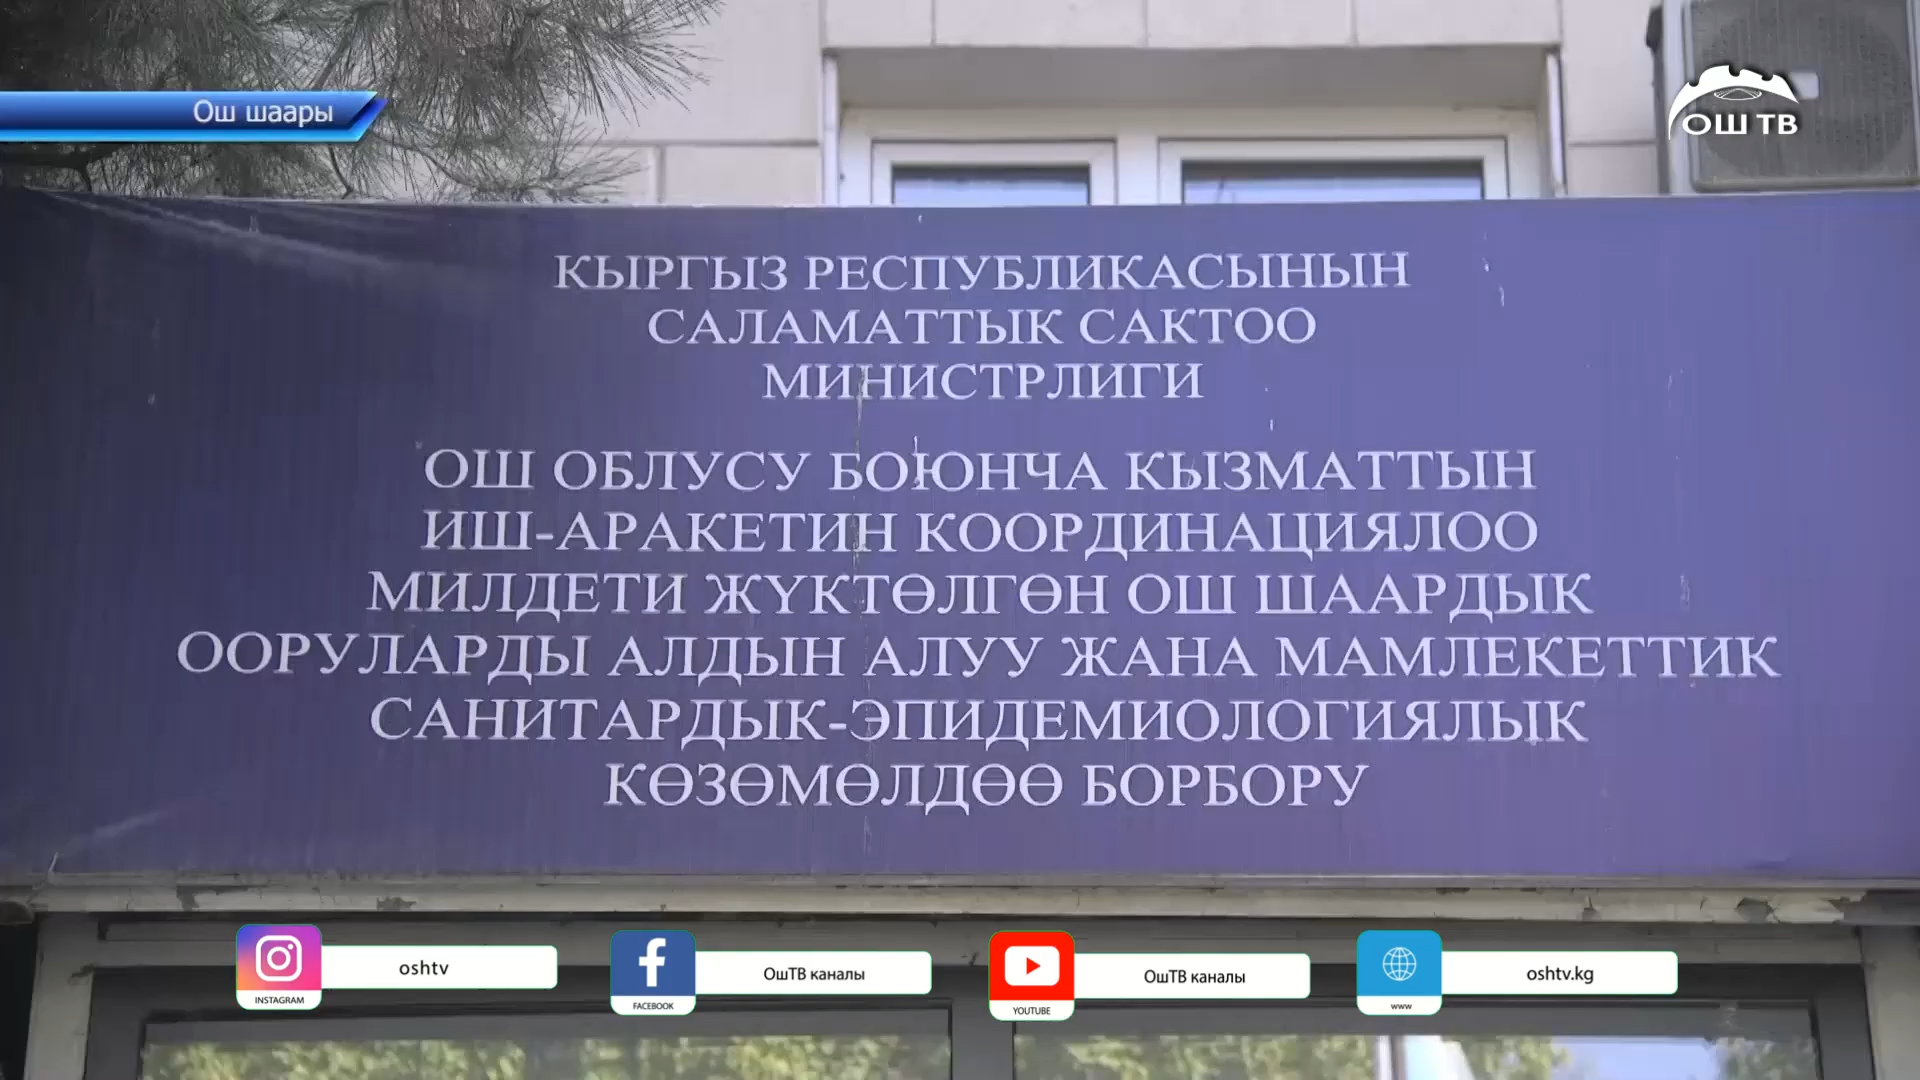 Ош шаары
ОШ ТВ
КЫРГЫЗ РЕСПУБЛИКАСЫНЫН
САЛАМАТТЫК САКТОО
МИНИСТРЛИГИ
ОШ ОБЛУСУ БОЮНЧА КЫЗМАТТЫН
ИШ-АРАКЕТИН КООРДИНАЦИЯЛОО
МИЛДЕТИ ЖҮКТӨЛГӨН ОШ ШААРДЫК
ООРУЛАРДЫ АЛДЫН АЛУУ ЖАНА МАМЛЕКЕТТИК
САНИТАРДЫК-ЭПИДЕМИОЛОГИЯЛЫК
КӨЗӨМӨЛДӨӨ БОРБОРУ
oshtv
INSTAGRAM
ОшТВ каналы
FACEBOOK
ОшТВ каналы
YOUTUBE
oshtv.kg
www